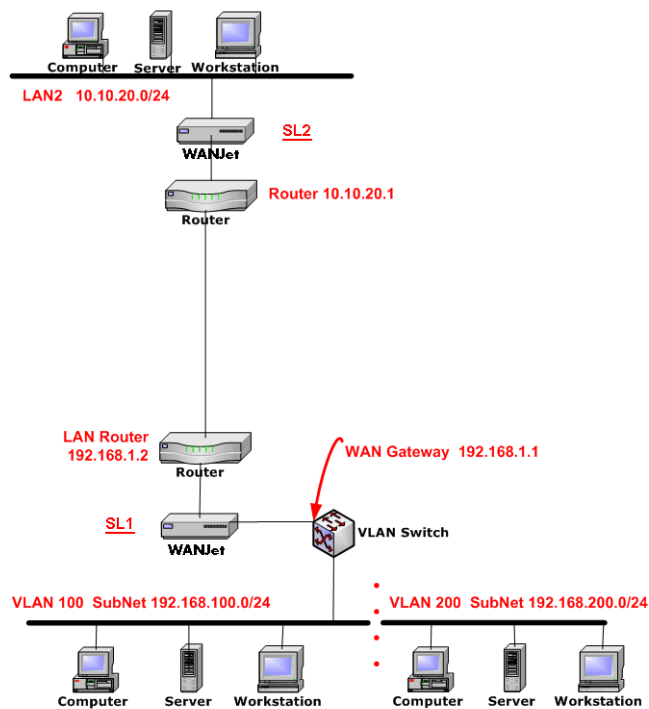 Computer Server Workstation
LAN2 10.10.20.0/24
SL2
WANJet
Router 10.10.20.1
Router
LAN Router
192.168.1.2
Router
WAN Gateway 192.168.1.1
SL1
WANJet
VLAN Switch
VLAN 100 SubNet 192.168.100.0/24
VLAN 200 SubNet 192.168.200.0/24
Computer Server Workstation
Computer Server Workstation